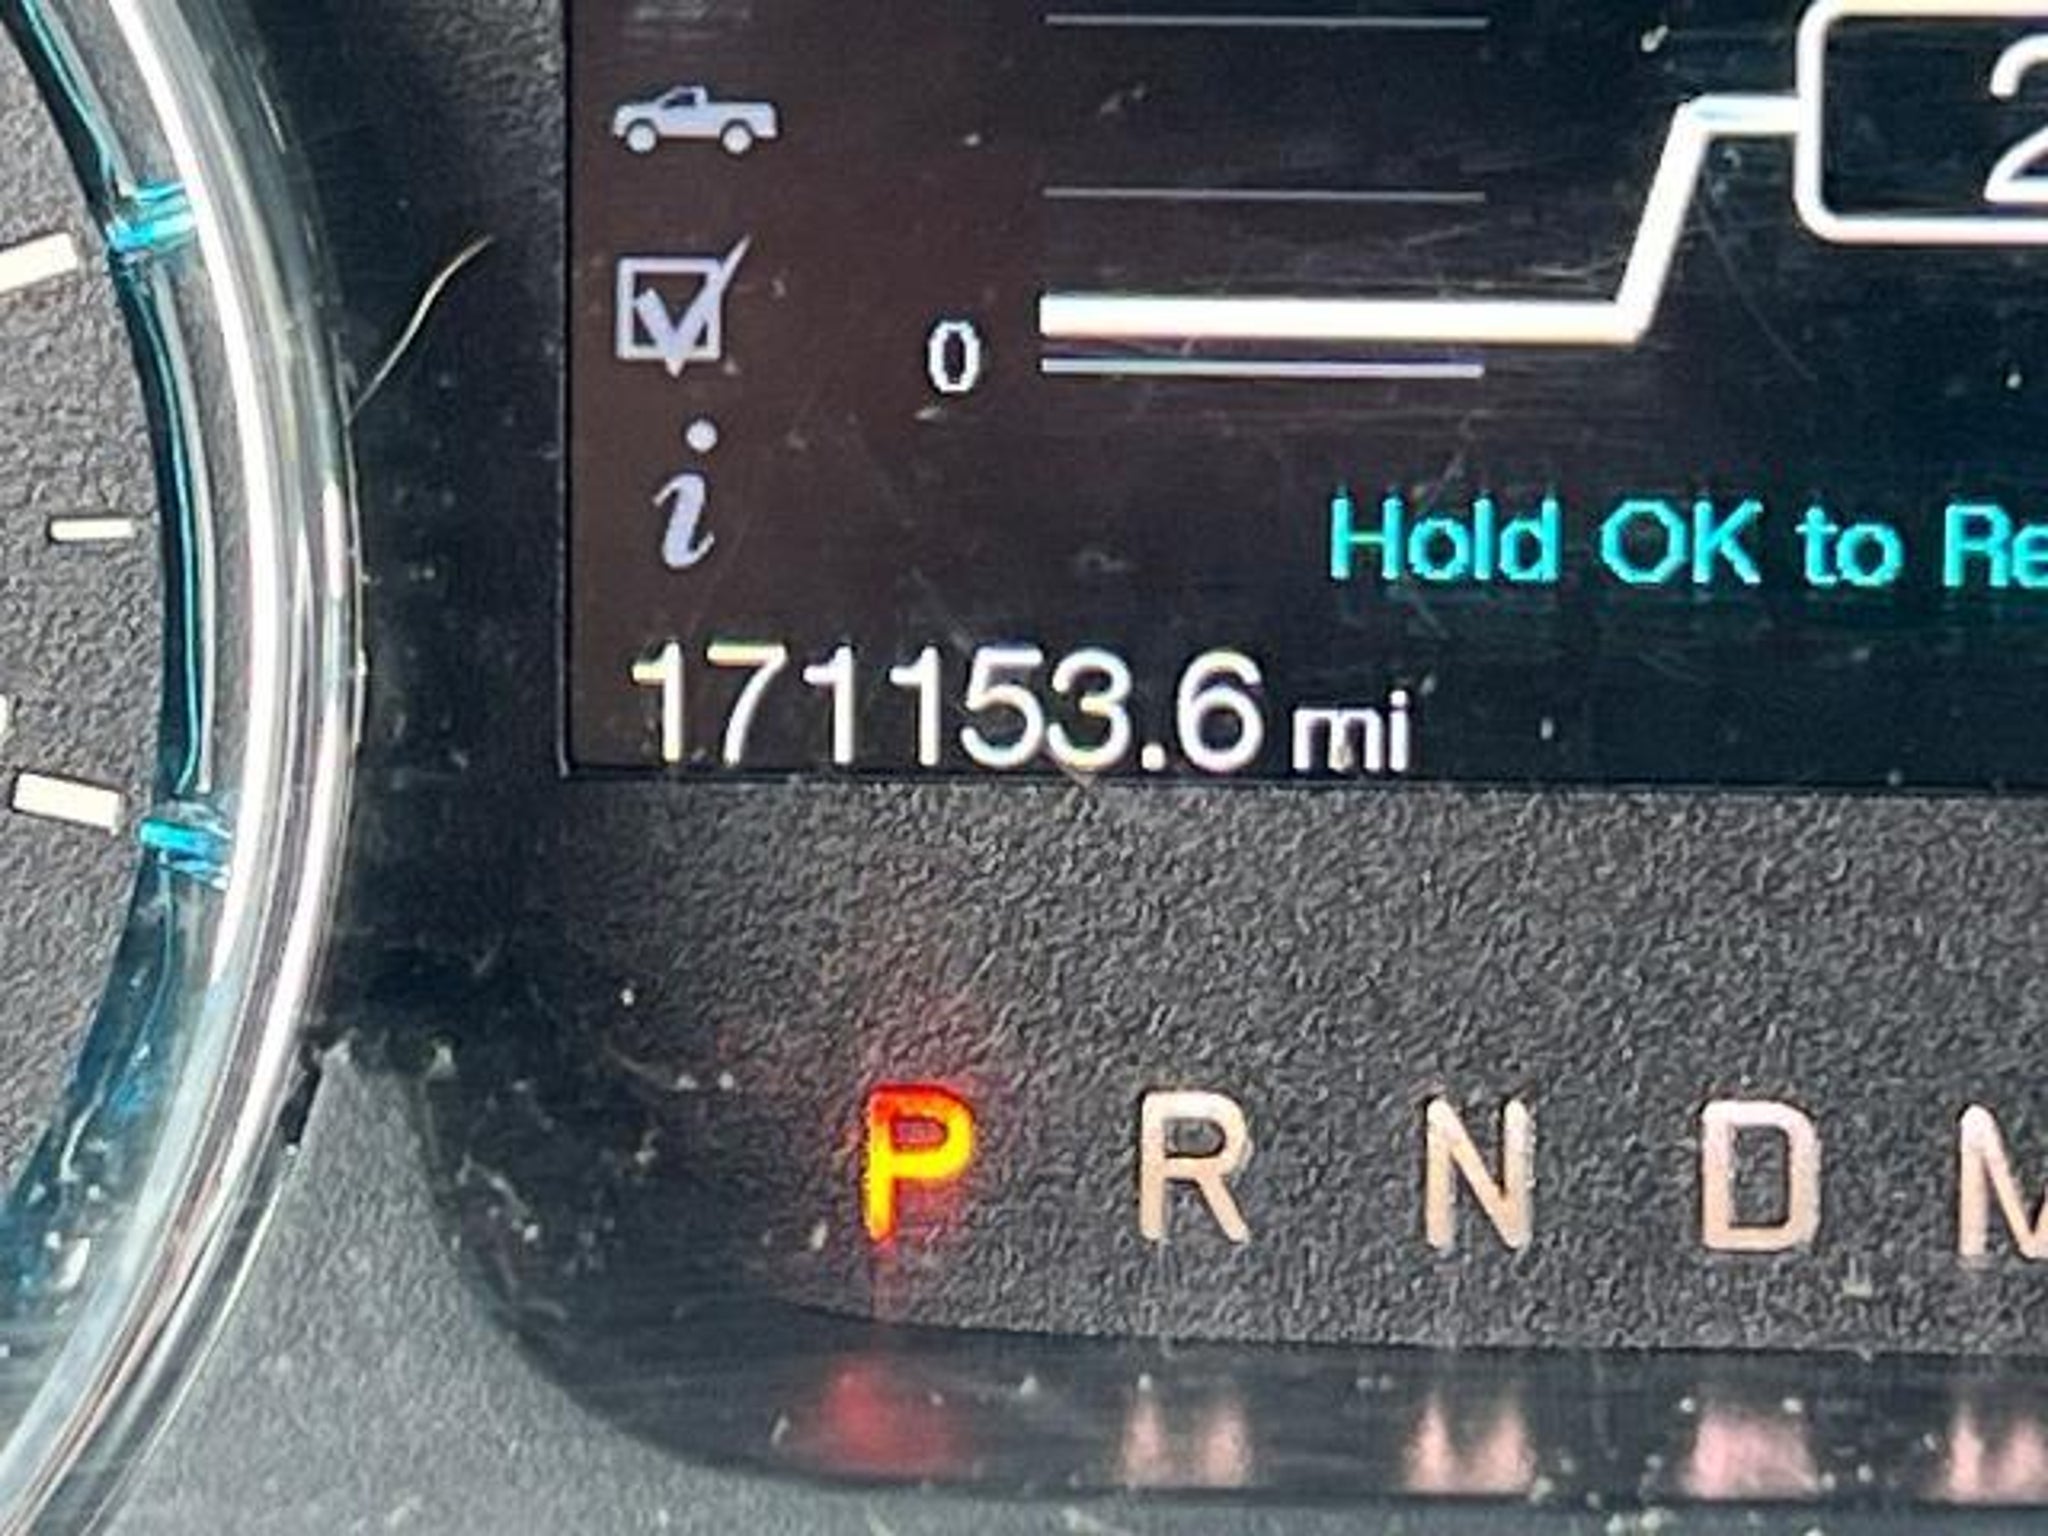 2
0
Hold OK to Re
171153.6 mi
P R N D M